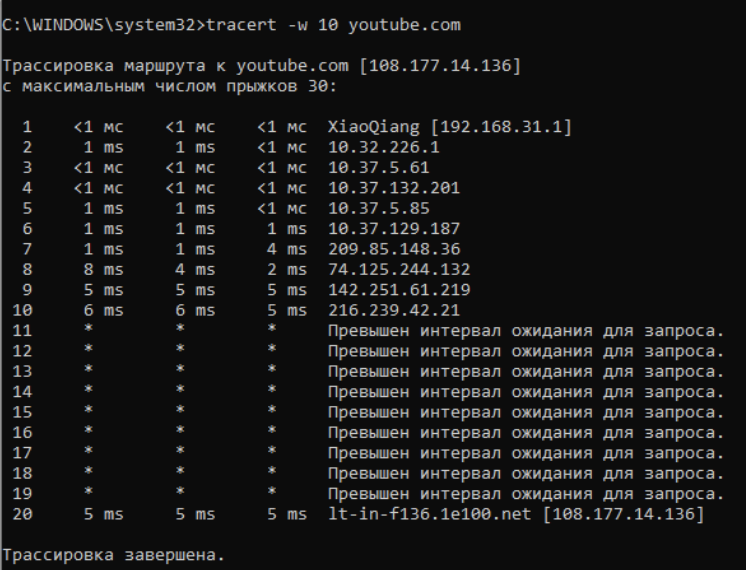 C:\WINDOWS\system32>tracert -w 10 youtube.com
Трассировка маршрута к youtube.com [108.177.14.136]
с максимальным числом прыжков 30:
1 <1 мс <1 мс <1 мс XiaoQiang [192.168.31.1]
2 1 ms 1 ms <1 мс 10.32.226.1
3 <1 мс <1 мс <1 мс 10.37.5.61
4 <1 мс <1 мс <1 мс 10.37.132.201
5 1 ms 1 ms <1 мс 10.37.5.85
6 1 ms 1 ms 1 ms 10.37.129.187
7 1 ms 1 ms 4 ms 209.85.148.36
8 8 ms 4 ms 2 ms 74.125.244.132
9 5 ms 5 ms 5 ms 142.251.61.219
10 6 ms 6 ms 5 ms 216.239.42.21
11 * * * Превышен интервал ожидания для запроса.
12 * * * Превышен интервал ожидания для запроса.
13 * * * Превышен интервал ожидания для запроса.
14 * * * Превышен интервал ожидания для запроса.
15 * * * Превышен интервал ожидания для запроса.
16 * * * Превышен интервал ожидания для запроса.
17 * * * Превышен интервал ожидания для запроса.
18 * * * Превышен интервал ожидания для запроса.
19 * * * Превышен интервал ожидания для запроса.
20 5 ms 5 ms 5 ms lt-in-f136.1e100.net [108.177.14.136]
Трассировка завершена.